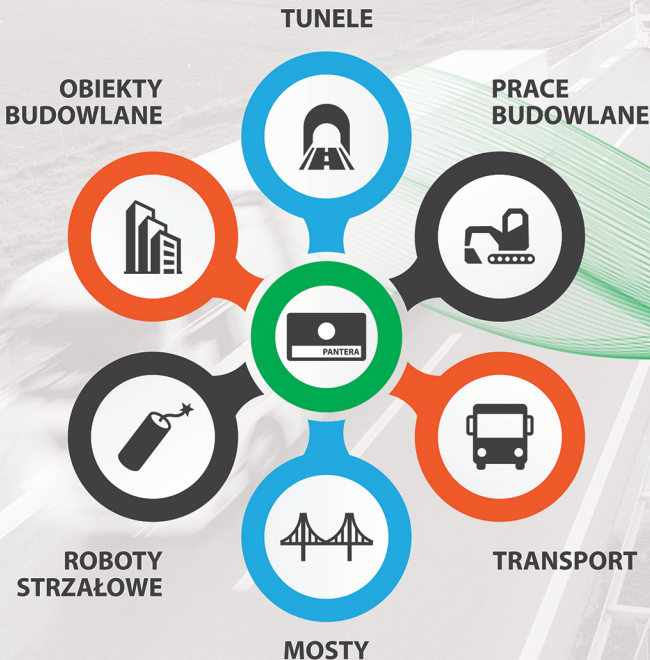 TUNELE
OBIEKTY
BUDOWLANE
PRACE
BUDOWLANE
PANTERA
ROBOTY
STRZAŁOWE
TRANSPORT
MOSTY